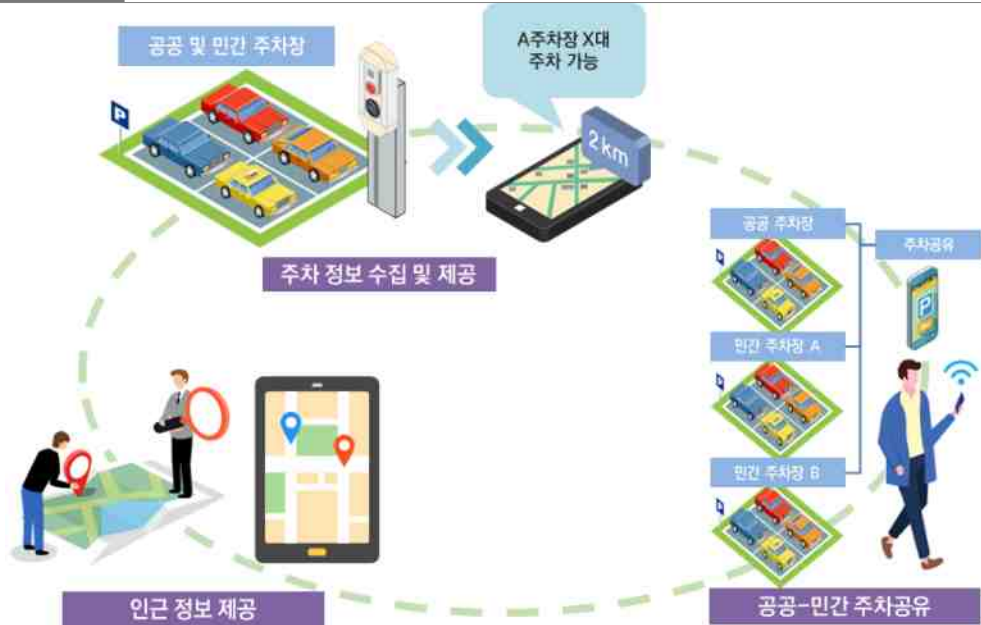 공공 및 민간 주차장
A주차장 X대
주차 가능
P
2km
주차 정보 수집 및 제공
공공 주차장
주차공유
P
P
민간 주차장 A
P
민간 주차장 B
P
인근 정보 제공
공공-민간 주차공유